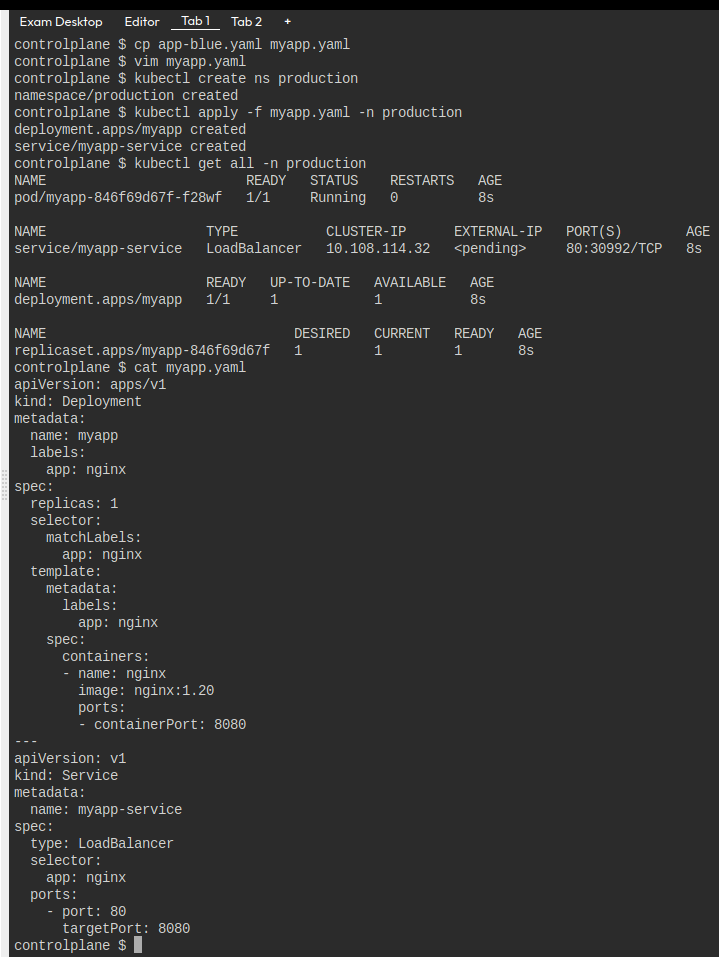 Exam Desktop Editor Tab 1 Tab 2 +
controlplane $ cp app-blue.yaml myapp.yaml
controlplane $ vim myapp.yaml
controlplane $ kubectl create ns production
namespace/production created
controlplane $ kubectl apply -f myapp.yaml -n production
deployment.apps/myapp created
service/myapp-service created
controlplane $ kubectl get all -n production
NAME                         READY   STATUS    RESTARTS   AGE
pod/myapp-846f69d67f-f28wf   1/1     Running   0          8s

NAME                    TYPE           CLUSTER-IP      EXTERNAL-IP   PORT(S)        AGE
service/myapp-service   LoadBalancer   10.108.114.32   <pending>     80:30992/TCP   8s

NAME                    READY   UP-TO-DATE   AVAILABLE   AGE
deployment.apps/myapp   1/1     1            1           8s

NAME                               DESIRED   CURRENT   READY   AGE
replicaset.apps/myapp-846f69d67f   1         1         1       8s
controlplane $ cat myapp.yaml
apiVersion: apps/v1
kind: Deployment
metadata:
  name: myapp
  labels:
    app: nginx
spec:
  replicas: 1
  selector:
    matchLabels:
      app: nginx
  template:
    metadata:
      labels:
        app: nginx
    spec:
      containers:
      - name: nginx
        image: nginx:1.20
        ports:
        - containerPort: 8080
---
apiVersion: v1
kind: Service
metadata:
  name: myapp-service
spec:
  type: LoadBalancer
  selector:
    app: nginx
  ports:
    - port: 80
      targetPort: 8080
controlplane $